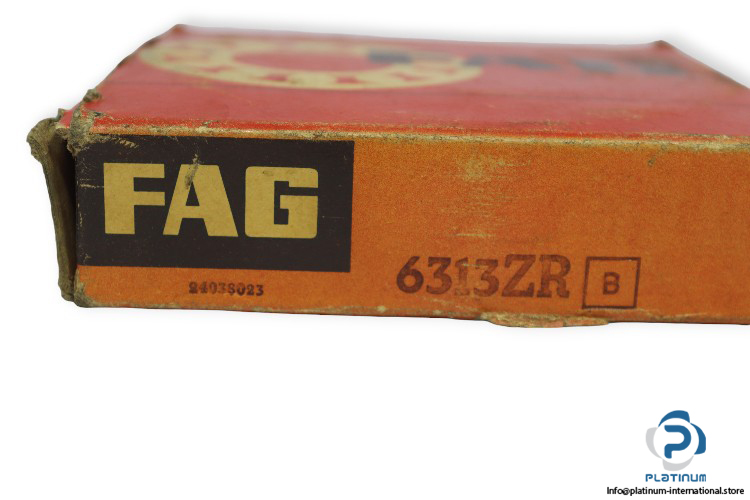 FAG
24038023
6313ZR B
PLATINUM
Info@platinum-international.store